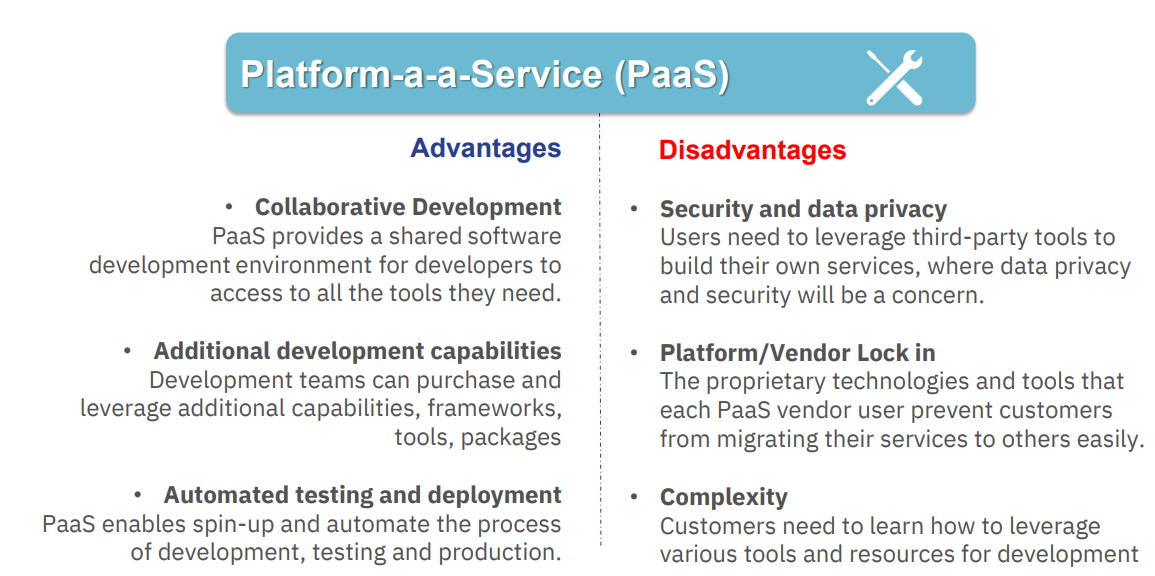 Platform-a-a-Service (PaaS)
Advantages
• Collaborative Development
PaaS provides a shared software
development environment for developers to
access to all the tools they need.
• Additional development capabilities
Development teams can purchase and
leverage additional capabilities, frameworks,
tools, packages
• Automated testing and deployment
PaaS enables spin-up and automate the process
of development, testing and production.
Disadvantages
• Security and data privacy
Users need to leverage third-party tools to
build their own services, where data privacy
and security will be a concern.
• Platform/Vendor Lock in
The proprietary technologies and tools that
each PaaS vendor user prevent customers
from migrating their services to others easily.
• Complexity
Customers need to learn how to leverage
various tools and resources for development